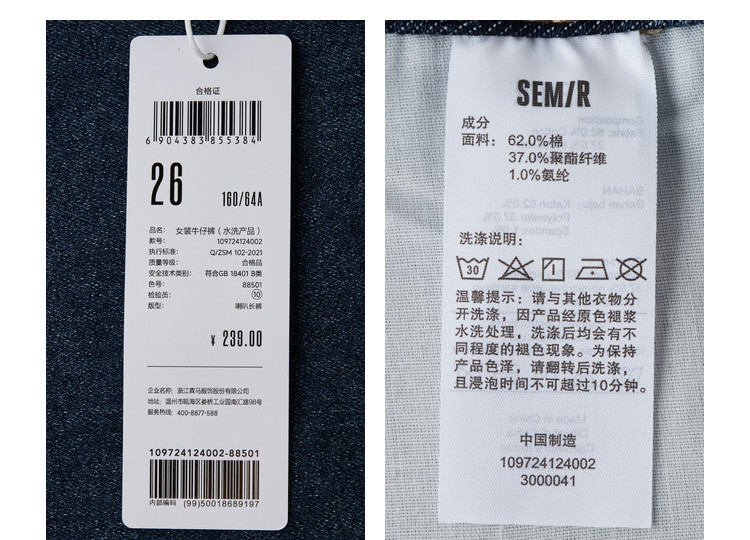 合格证
6 904383 855384
26
160/64A
品名： 女装牛仔裤（水洗产品）
款号： 109724124002
执行标准： Q/ZSM 102-2021
质量等级： 合格品
安全技术类别： 符合GB 18401 B类
色号： 88501
检验员： 10
版型： 喇叭长裤
¥ 239.00
企业名称：浙江森马服饰股份有限公司
地址：温州市瓯海区娄桥工业园南汇路98号
服务热线：400-8877-588
109724124002-88501
内部编码 (99)50018689197
SEM/R
成分
面料： 62.0%棉
37.0%聚酯纤维
1.0%氨纶
洗涤说明：
30
温馨提示：请与其他衣物分
开洗涤，因产品经原色褪浆
水洗处理，洗涤后均会有不
同程度的褪色现象。为保持
产品色泽，请翻转后洗涤，
且浸泡时间不可超过10分钟。
中国制造
109724124002
3000041